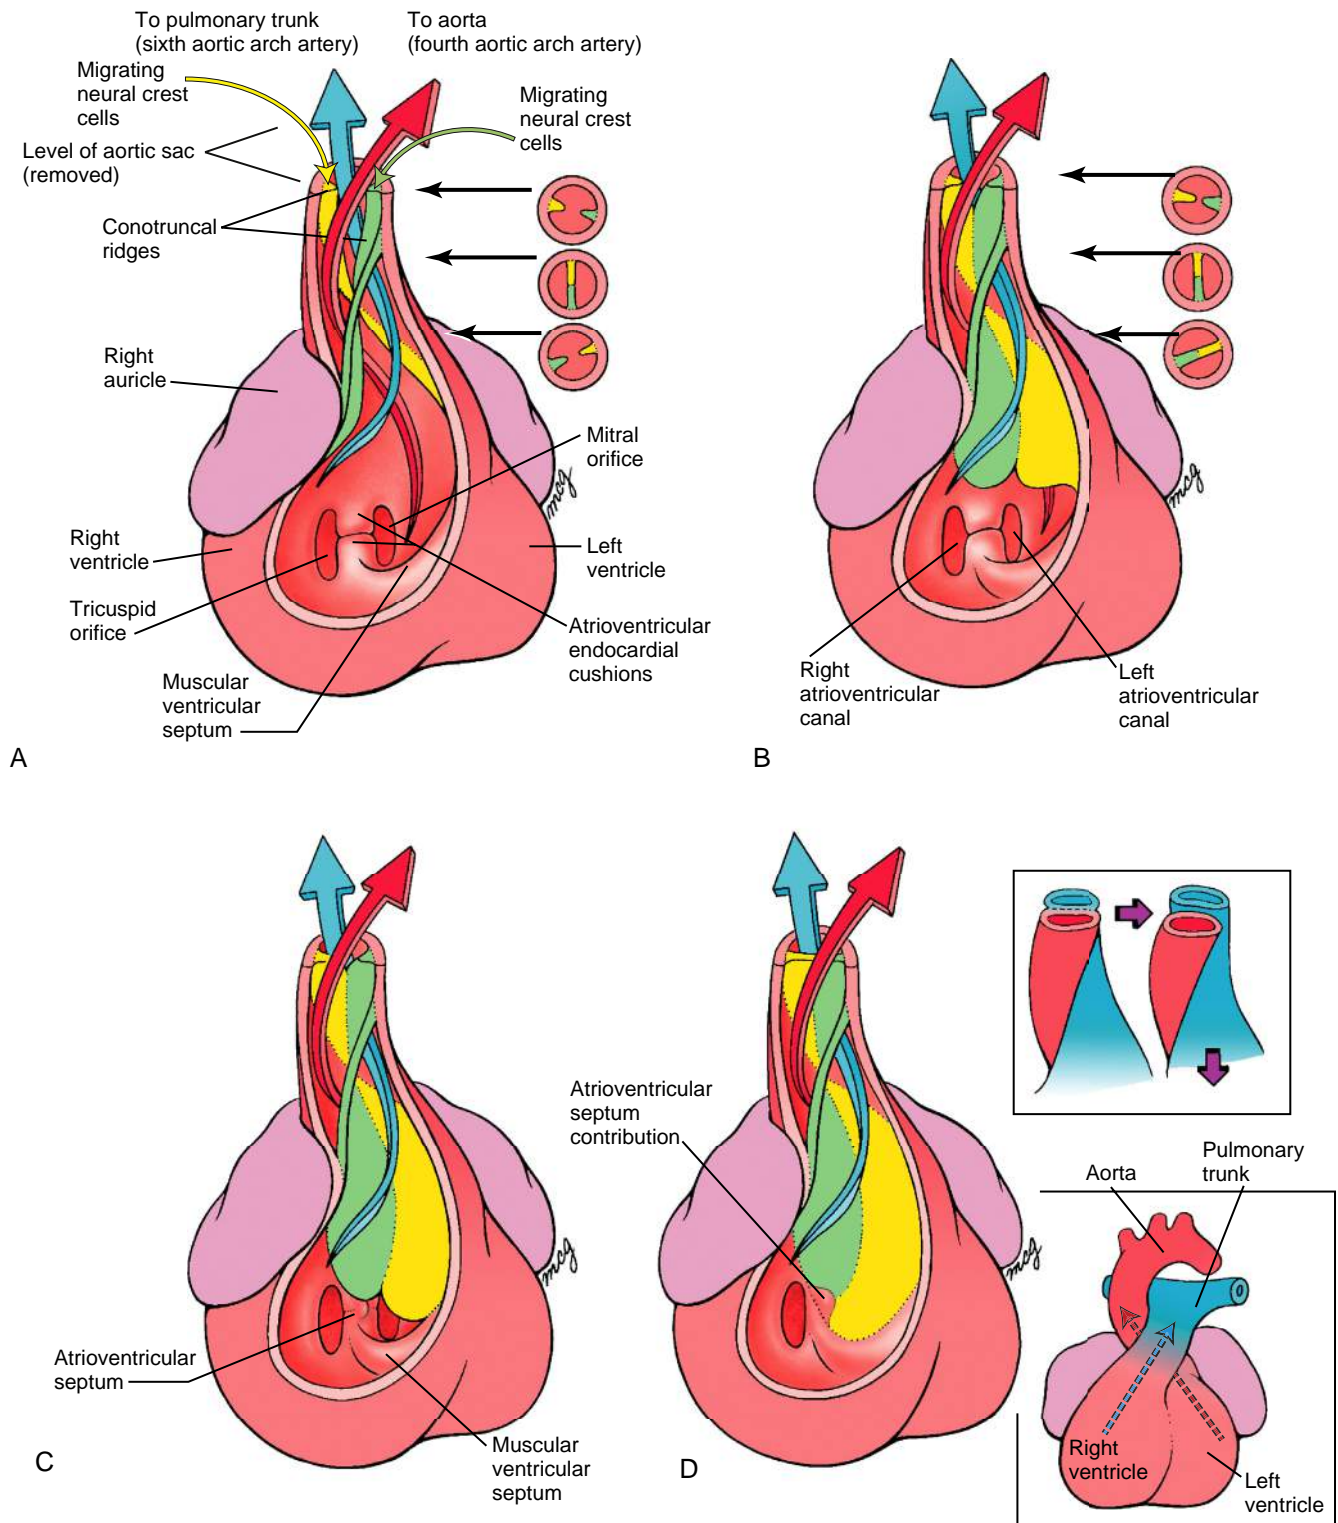 To pulmonary trunk
(sixth aortic arch artery)
To aorta
(fourth aortic arch artery)
Migrating
neural crest
cells
Migrating
neural crest
cells
Level of aortic sac
(removed)
Conotruncal
ridges
Right
auricle
Mitral
orifice
Right
ventricle
Left
ventricle
Tricuspid
orifice
Atrioventricular
endocardial
cushions
Muscular
ventricular
septum
mcg
A
Right
atrioventricular
canal
Left
atrioventricular
canal
mcg
B
Atrioventricular
septum
Muscular
ventricular
septum
mcg
C
Atrioventricular
septum
contribution
mcg
D
Aorta
Pulmonary
trunk
Right
ventricle
Left
ventricle